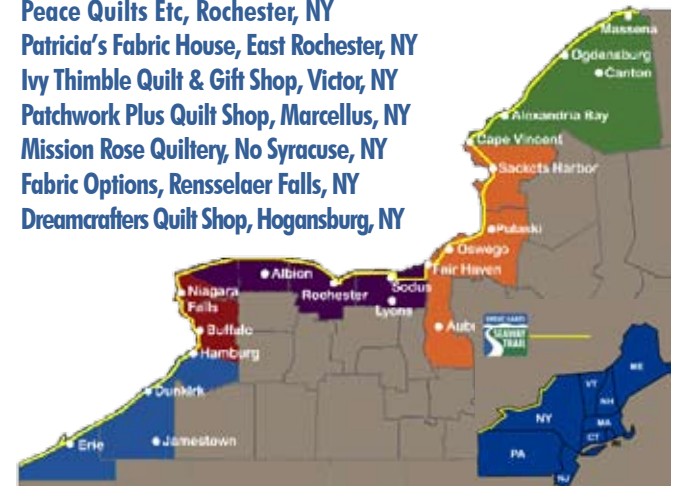 Peace Quilts Etc, Rochester, NY
Patricia's Fabric House, East Rochester, NY
Ivy Thimble Quilt & Gift Shop, Victor, NY
Patchwork Plus Quilt Shop, Marcellus, NY
Mission Rose Quiltery, No Syracuse, NY
Fabric Options, Rensselaer Falls, NY
Dreamcrafters Quilt Shop, Hogansburg, NY
Massena
Ogdensburg
Canton
Alexandria Bay
Cape Vincent
Sackets Harbor
Pulaski
Oswego
Fair Haven
Albion
Rochester
Sodus
Lyons
Niagara
Falls
Buffalo
Hamburg
Aub
GREAT LAKES
SEAWAY
TRAIL
Dunkirk
Erie
Jamestown
ME
VT
NH
NY
MA
CT
PA
NJ